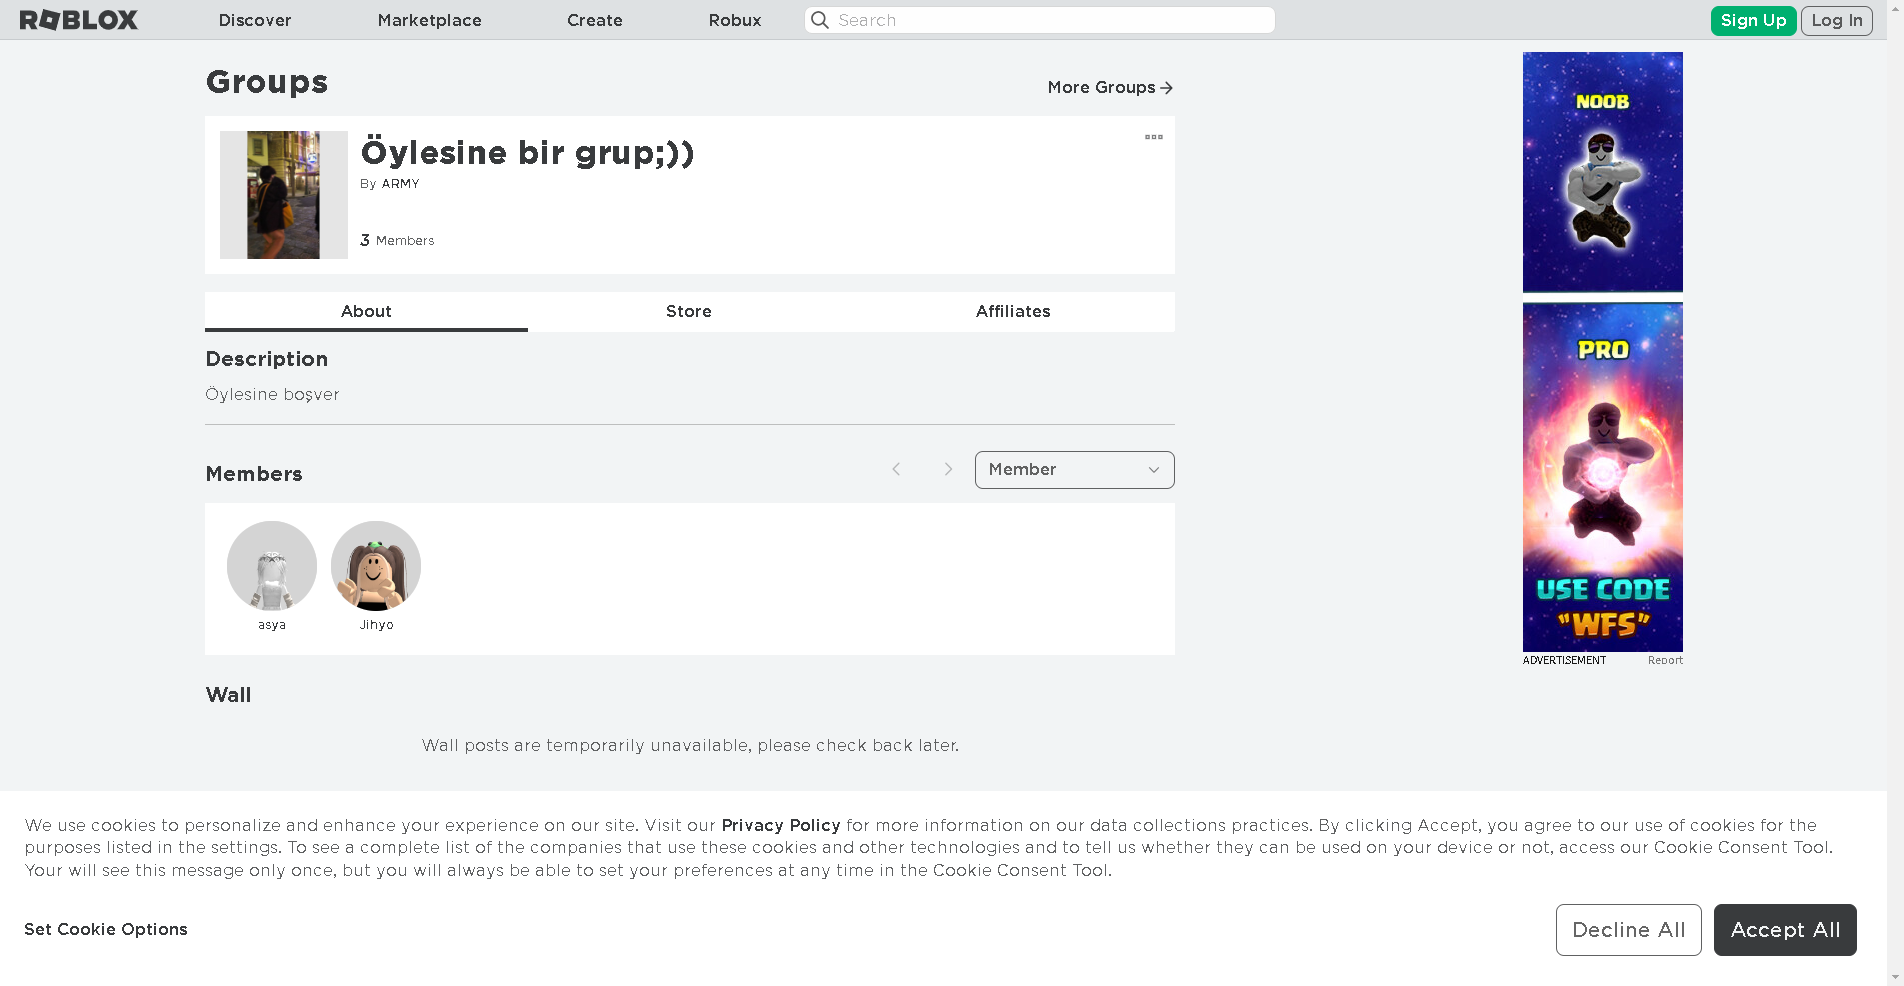 ROBLOX Discover Marketplace Create Robux Search Sign Up Log In
Groups
More Groups
Öylesine bir grup;))
By ARMY
3 Members
About Store Affiliates
Description
Öylesine boşver
Members
Member
asya Jihyo
Wall
Wall posts are temporarily unavailable, please check back later.
NOOB
PRO
USE CODE
"WFS"
ADVERTISEMENT Report
We use cookies to personalize and enhance your experience on our site. Visit our Privacy Policy for more information on our data collections practices. By clicking Accept, you agree to our use of cookies for the
purposes listed in the settings. To see a complete list of the companies that use these cookies and other technologies and to tell us whether they can be used on your device or not, access our Cookie Consent Tool.
Your will see this message only once, but you will always be able to set your preferences at any time in the Cookie Consent Tool.
Set Cookie Options
Decline All Accept All